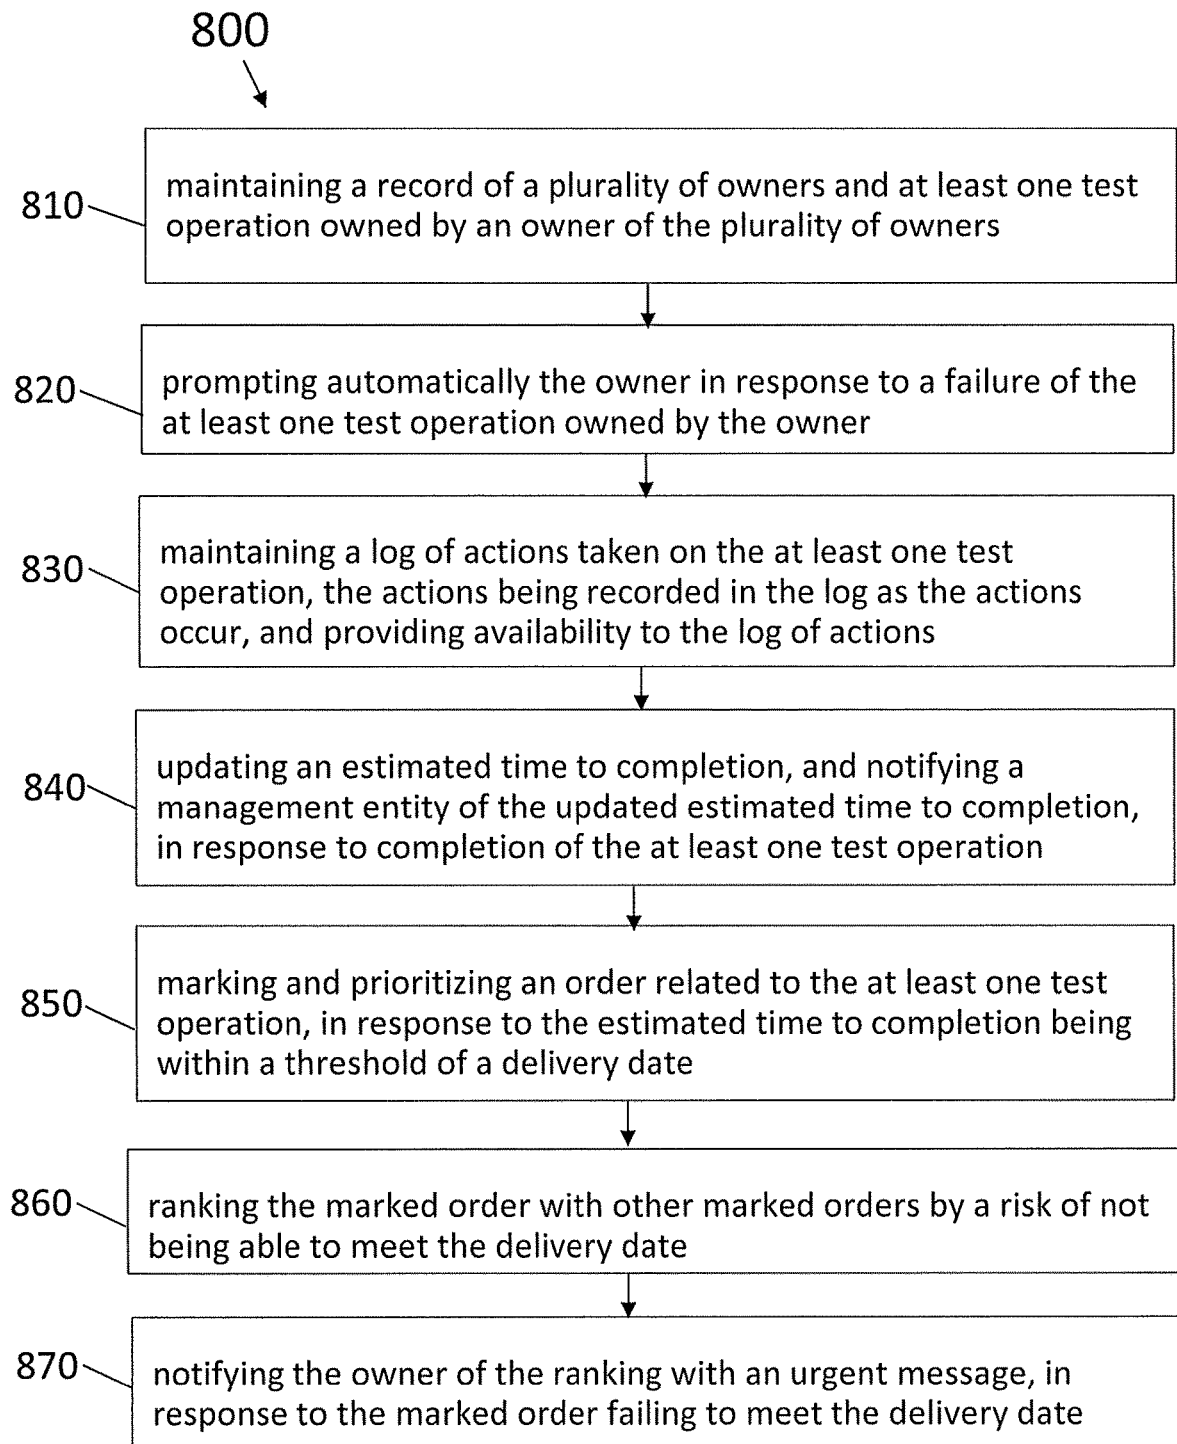 800
810
maintaining a record of a plurality of owners and at least one test
operation owned by an owner of the plurality of owners
820
prompting automatically the owner in response to a failure of the
at least one test operation owned by the owner
830
maintaining a log of actions taken on the at least one test
operation, the actions being recorded in the log as the actions
occur, and providing availability to the log of actions
840
updating an estimated time to completion, and notifying a
management entity of the updated estimated time to completion,
in response to completion of the at least one test operation
850
marking and prioritizing an order related to the at least one test
operation, in response to the estimated time to completion being
within a threshold of a delivery date
860
ranking the marked order with other marked orders by a risk of not
being able to meet the delivery date
870
notifying the owner of the ranking with an urgent message, in
response to the marked order failing to meet the delivery date